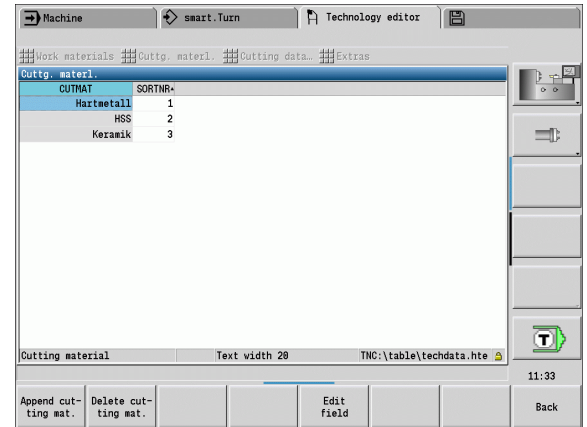 Machine
smart.Turn
Technology editor
Work materials
Cuttg. materl.
Cutting data…
Extras
Cuttg. materl.
CUTMAT SORTNR
Hartmetall 1
HSS 2
Keramik 3
Cutting material
Text width 20
TNC:\table\techdata.hte
T
11:33
Append cut-
ting mat.
Delete cut-
ting mat.
Edit
field
Back